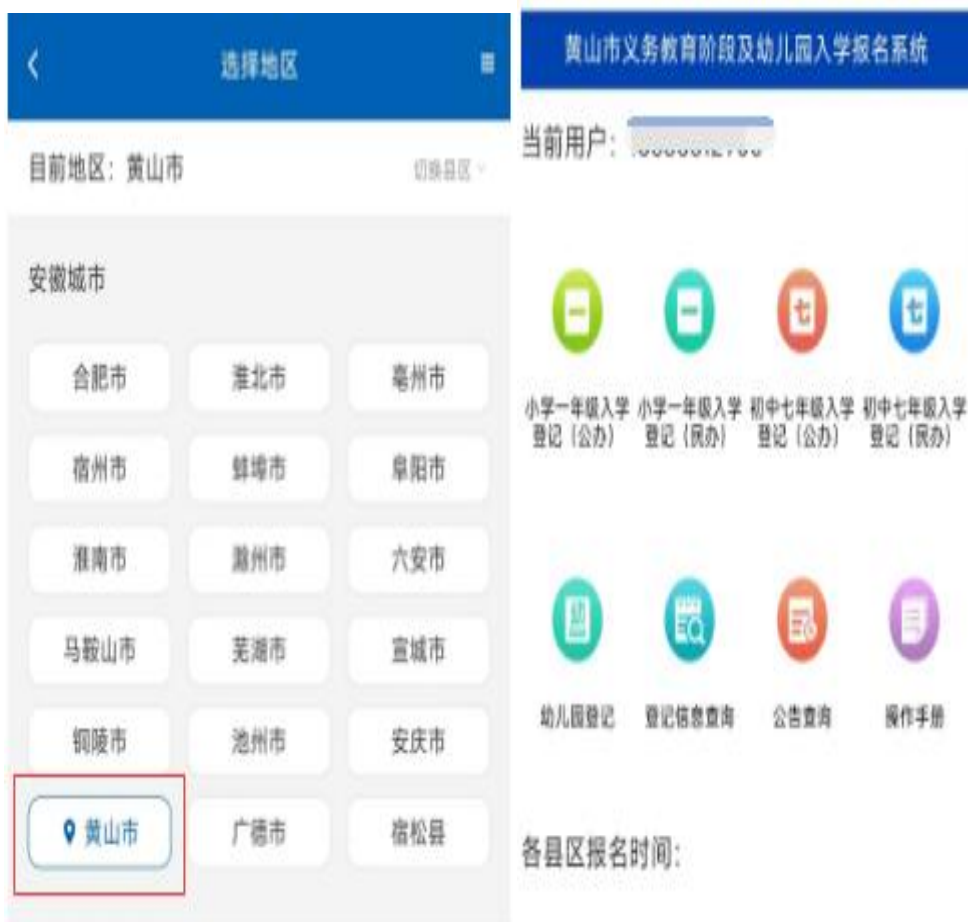 选择地区
目前地区：黄山市
切换县区
安徽城市
合肥市 淮北市 亳州市
宿州市 蚌埠市 阜阳市
淮南市 滁州市 六安市
马鞍山市 芜湖市 宣城市
铜陵市 池州市 安庆市
黄山市 广德市 宿松县
黄山市义务教育阶段及幼儿园入学报名系统
当前用户：
一 一 七 七
小学一年级入学 小学一年级入学 初中七年级入学 初中七年级入学
登记（公办） 登记（民办） 登记（公办） 登记（民办）
幼
幼儿园登记 登记信息查询 公告查询 操作手册
各县区报名时间：